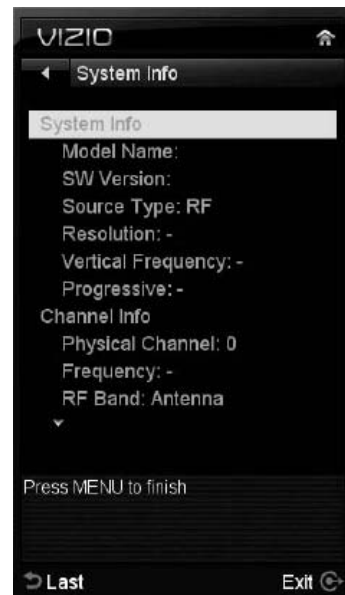 VIZIO
System Info
System Info
Model Name:
SW Version:
Source Type: RF
Resolution: -
Vertical Frequency: -
Progressive: -
Channel Info
Physical Channel: 0
Frequency: -
RF Band: Antenna
Press MENU to finish
Last Exit